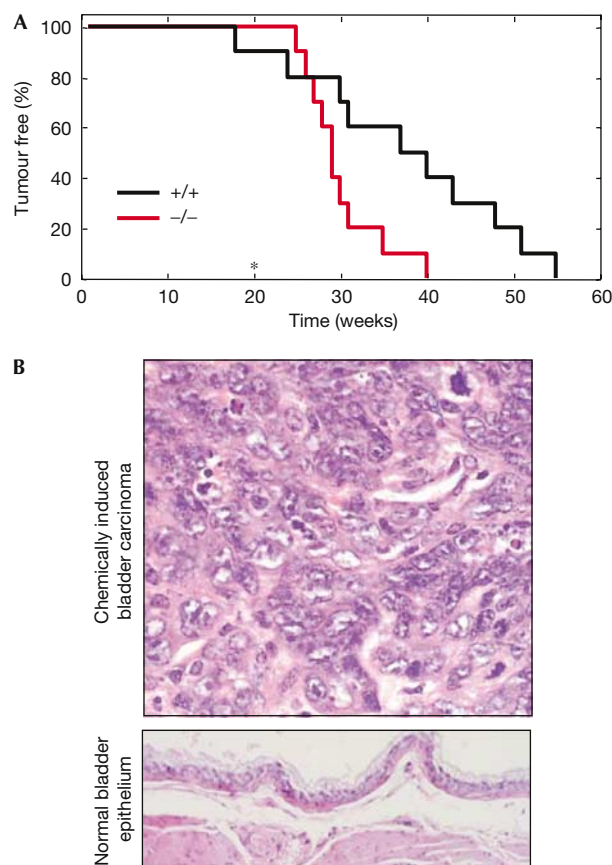 A
100
80
60
40
20
0
Tumour free (%)
+/+
−/−
*
0 10 20 30 40 50 60
Time (weeks)
B
Chemically induced
bladder carcinoma
Normal bladder
epithelium